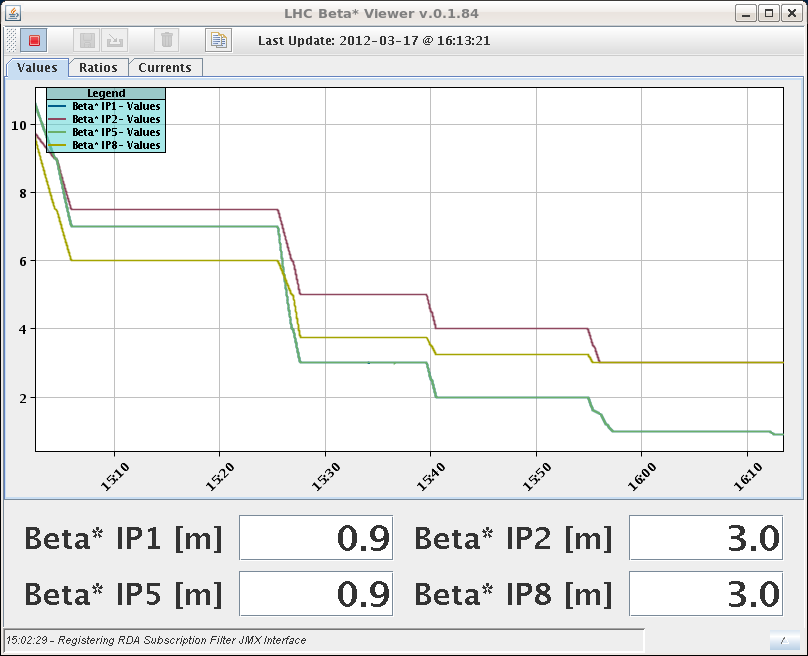 LHC Beta* Viewer v.0.1.84
Last Update: 2012-03-17 @ 16:13:21
Values Ratios Currents
Legend
Beta* IP1 - Values
Beta* IP2 - Values
Beta* IP5 - Values
Beta* IP8 - Values
10
8
6
4
2
15:10 15:20 15:30 15:40 15:50 16:00 16:10
Beta* IP1 [m] 0.9 Beta* IP2 [m] 3.0
Beta* IP5 [m] 0.9 Beta* IP8 [m] 3.0
15:02:29 - Registering RDA Subscription Filter JMX Interface